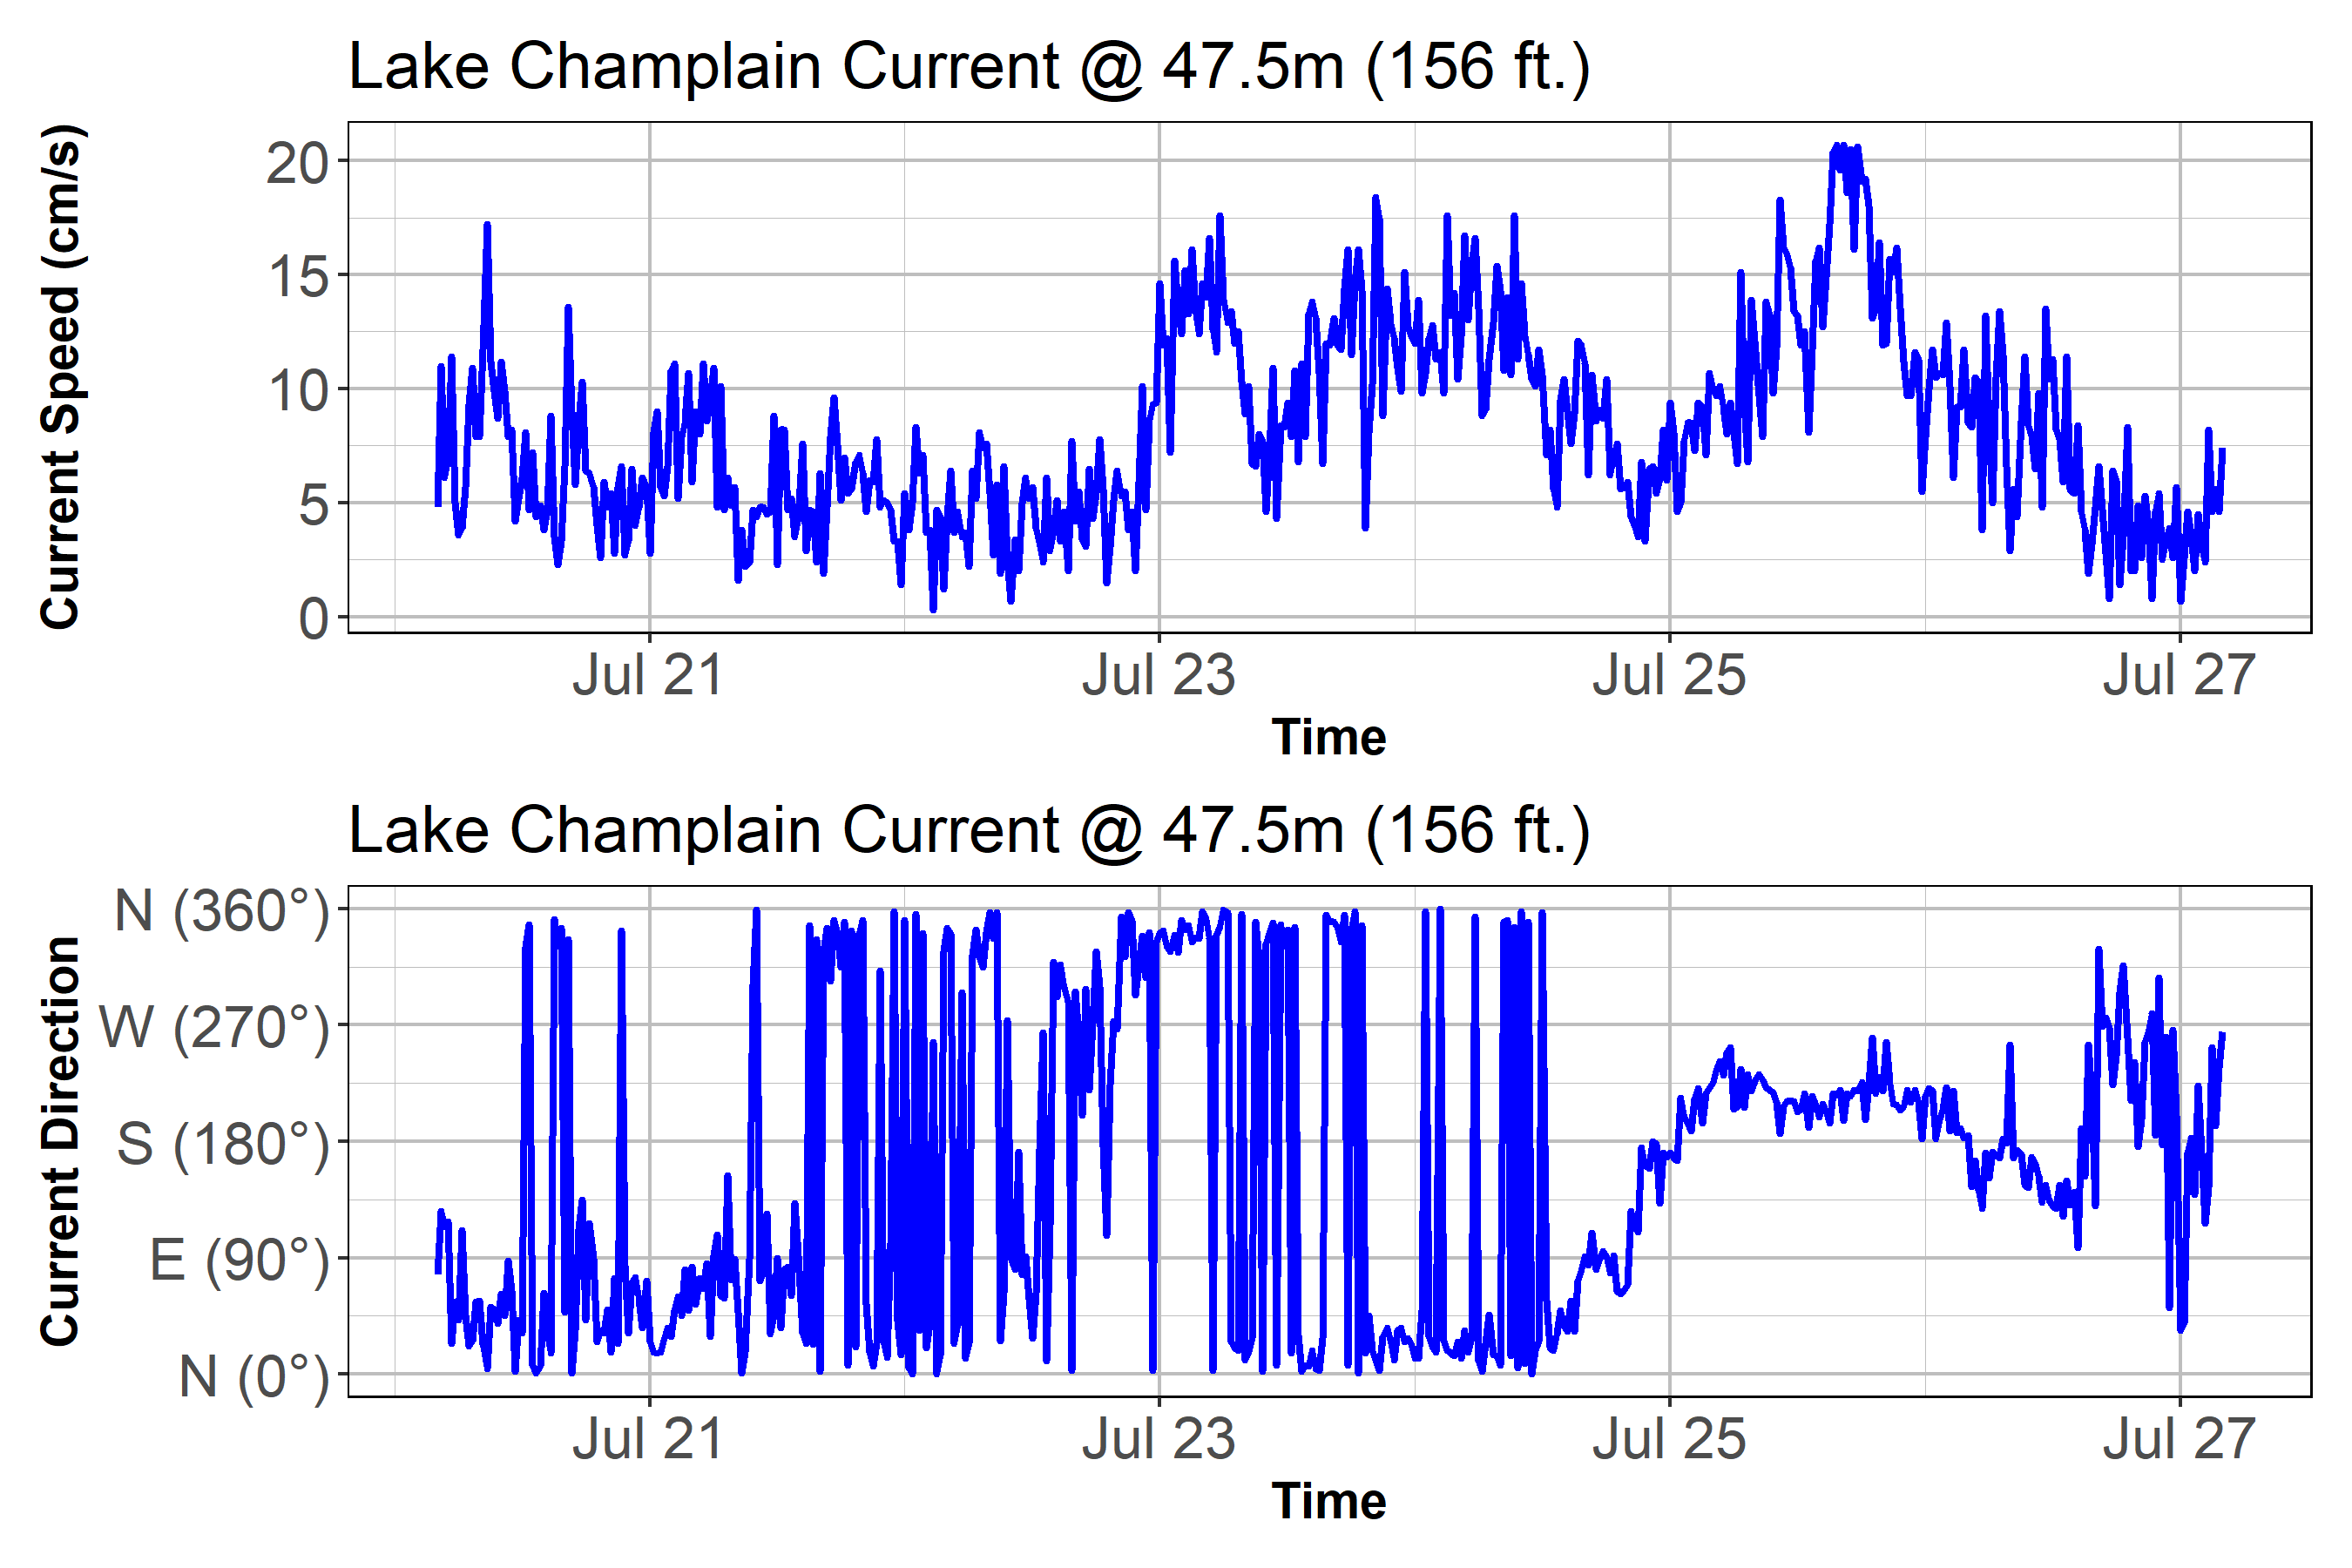 Lake Champlain Current @ 47.5m (156 ft.)
Current Speed (cm/s)
20
15
10
5
0
Jul 21
Jul 23
Jul 25
Jul 27
Time
Lake Champlain Current @ 47.5m (156 ft.)
Current Direction
N (360°)
W (270°)
S (180°)
E (90°)
N (0°)
Jul 21
Jul 23
Jul 25
Jul 27
Time